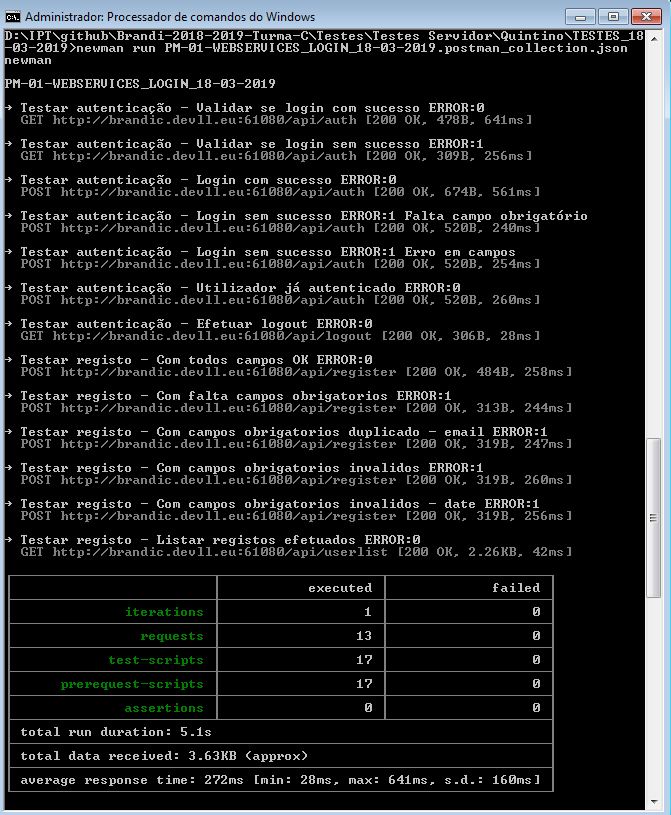 Administrador: Processador de comandos do Windows
D:\IPT\github\Brandi-2018-2019-Turma-C\Testes\Testes Servidor\Quintino\TESTES_18
-03-2019>newman run PM-01-WEBSERVICES_LOGIN_18-03-2019.postman_collection.json
newman
PM-01-WEBSERVICES_LOGIN_18-03-2019
→ Testar autenticação - Validar se login com sucesso ERROR:0
GET http://brandic.devll.eu:61080/api/auth [200 OK, 478B, 641ms]
→ Testar autenticação - Validar se login sem sucesso ERROR:1
GET http://brandic.devll.eu:61080/api/auth [200 OK, 309B, 256ms]
→ Testar autenticação - Login com sucesso ERROR:0
POST http://brandic.devll.eu:61080/api/auth [200 OK, 674B, 561ms]
→ Testar autenticação - Login sem sucesso ERROR:1 Falta campo obrigatório
POST http://brandic.devll.eu:61080/api/auth [200 OK, 520B, 240ms]
→ Testar autenticação - Login sem sucesso ERROR:1 Erro em campos
POST http://brandic.devll.eu:61080/api/auth [200 OK, 520B, 254ms]
→ Testar autenticação - Utilizador já autenticado ERROR:0
POST http://brandic.devll.eu:61080/api/auth [200 OK, 520B, 260ms]
→ Testar autenticação - Efetuar logout ERROR:0
GET http://brandic.devll.eu:61080/api/logout [200 OK, 306B, 28ms]
→ Testar registo - Com todos campos OK ERROR:0
POST http://brandic.devll.eu:61080/api/register [200 OK, 484B, 258ms]
→ Testar registo - Com falta campos obrigatorios ERROR:1
POST http://brandic.devll.eu:61080/api/register [200 OK, 313B, 244ms]
→ Testar registo - Com campos obrigatorios duplicado - email ERROR:1
POST http://brandic.devll.eu:61080/api/register [200 OK, 319B, 247ms]
→ Testar registo - Com campos obrigatorios invalidos ERROR:1
POST http://brandic.devll.eu:61080/api/register [200 OK, 319B, 260ms]
→ Testar registo - Com campos obrigatorios invalidos - date ERROR:1
POST http://brandic.devll.eu:61080/api/register [200 OK, 319B, 256ms]
→ Testar registo - Listar registos efetuados ERROR:0
GET http://brandic.devll.eu:61080/api/userlist [200 OK, 2.26KB, 42ms]
executed failed
iterations 1 0
requests 13 0
test-scripts 17 0
prerequest-scripts 17 0
assertions 0 0
total run duration: 5.1s
total data received: 3.63KB (approx)
average response time: 272ms [min: 28ms, max: 641ms, s.d.: 160ms]